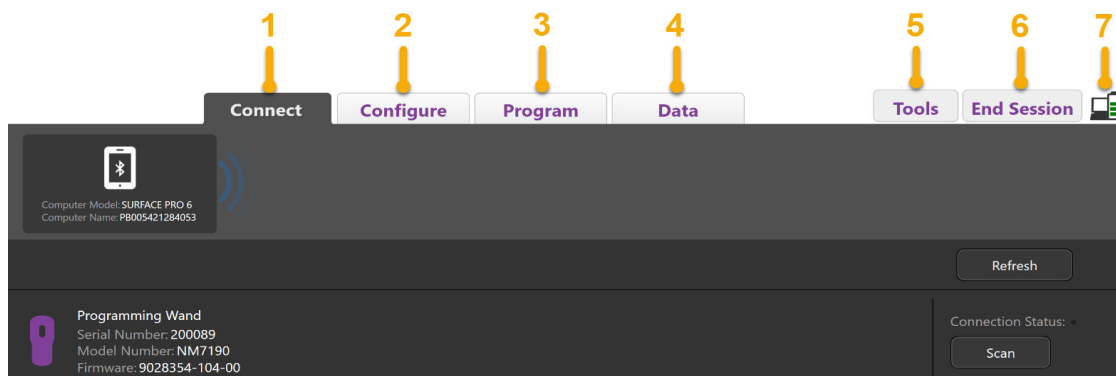 1 2 3 4 5 6 7
Connect Configure Program Data Tools End Session
Computer Model: SURFACE PRO 6
Computer Name: PB005421284053
Refresh
Programming Wand
Serial Number: 200089
Model Number: NM7190
Firmware: 9028354-104-00
Connection Status:
Scan